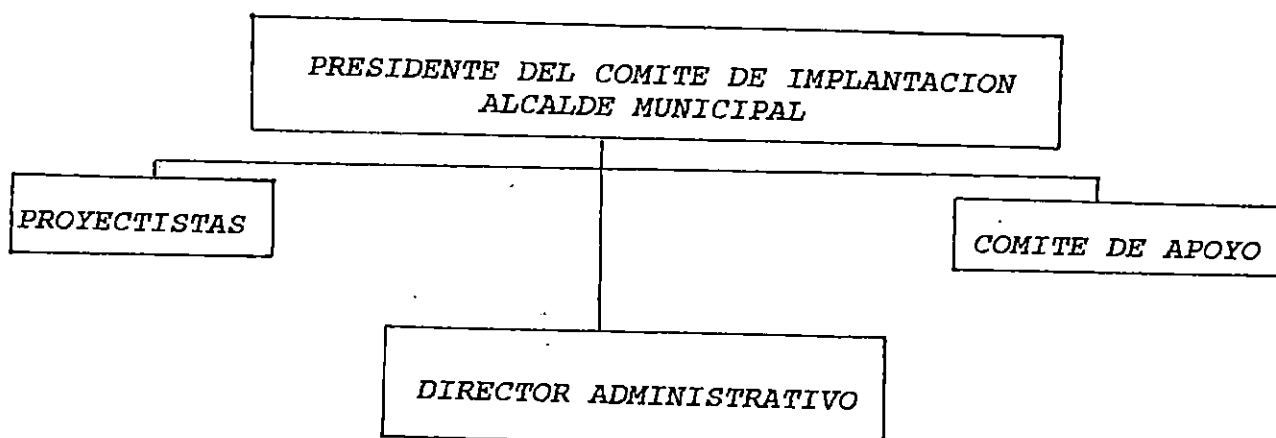 PRESIDENTE DEL COMITE DE IMPLANTACION
ALCALDE MUNICIPAL
PROYECTISTAS
COMITE DE APOYO
DIRECTOR ADMINISTRATIVO